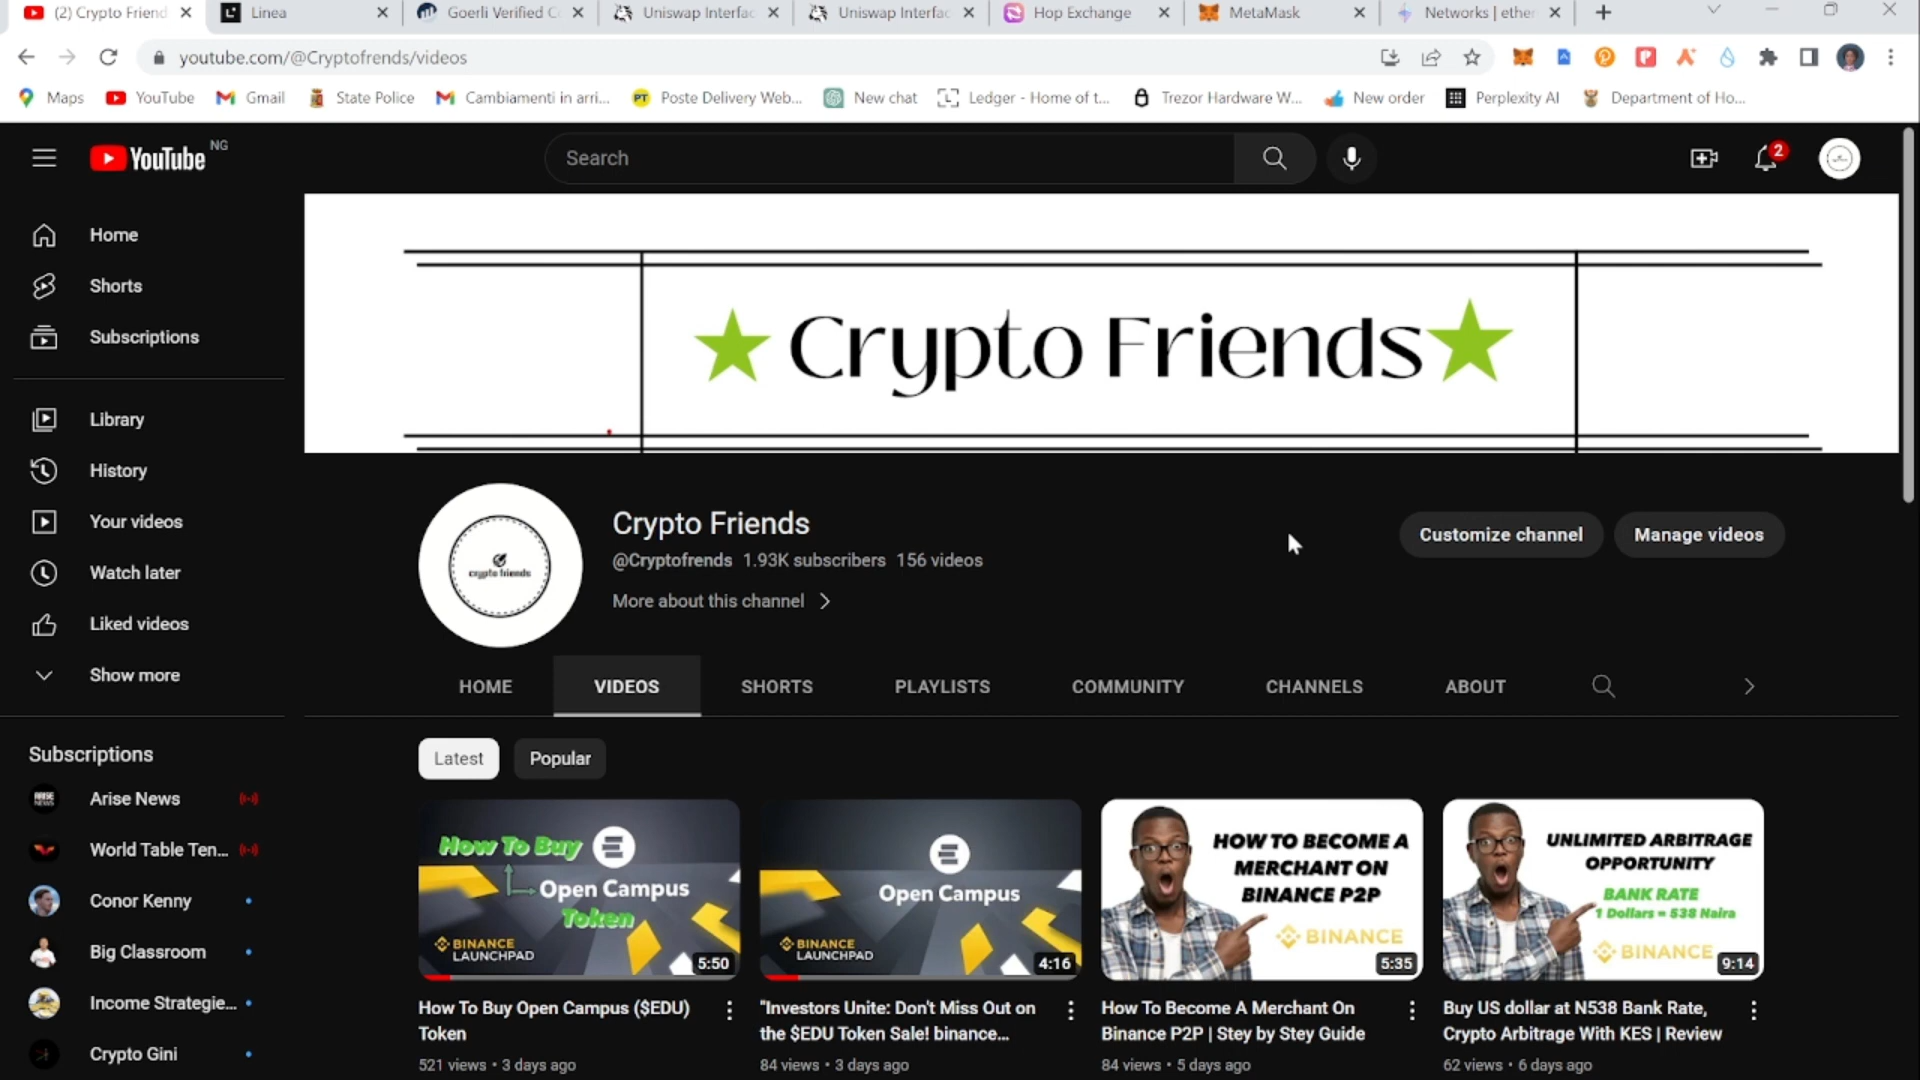 (2) Crypto Friend
Linea
Goerli Verified C
Uniswap Interfac
Uniswap Interfac
Hop Exchange
MetaMask
Networks | ether
youtube.com/@Cryptofrends/videos
Maps
YouTube
Gmail
State Police
Cambiamenti in arri...
PT
Poste Delivery Web...
New chat
Ledger - Home of t...
Trezor Hardware W...
New order
Perplexity AI
Department of Ho...
YouTube NG
Search
2
Home
Shorts
Subscriptions
Library
History
Your videos
Watch later
Liked videos
Show more
Subscriptions
Arise News
World Table Ten...
Conor Kenny
Big Classroom
Income Strategie...
Crypto Gini
Crypto Friends
crypto friends
Crypto Friends
@Cryptofrends 1.93K subscribers 156 videos
More about this channel
Customize channel
Manage videos
HOME
VIDEOS
SHORTS
PLAYLISTS
COMMUNITY
CHANNELS
ABOUT
Latest
Popular
How To Buy
Open Campus
Token
BINANCE
LAUNCHPAD
5:50
How To Buy Open Campus ($EDU)
Token
521 views • 3 days ago
Open Campus
BINANCE
LAUNCHPAD
4:16
"Investors Unite: Don't Miss Out on
the $EDU Token Sale! binance...
84 views • 3 days ago
HOW TO BECOME A
MERCHANT ON
BINANCE P2P
BINANCE
5:35
How To Become A Merchant On
Binance P2P | Stey by Stey Guide
84 views • 5 days ago
UNLIMITED ARBITRAGE
OPPORTUNITY
BANK RATE
1 Dollars = 538 Naira
BINANCE
9:14
Buy US dollar at N538 Bank Rate,
Crypto Arbitrage With KES | Review
62 views • 6 days ago